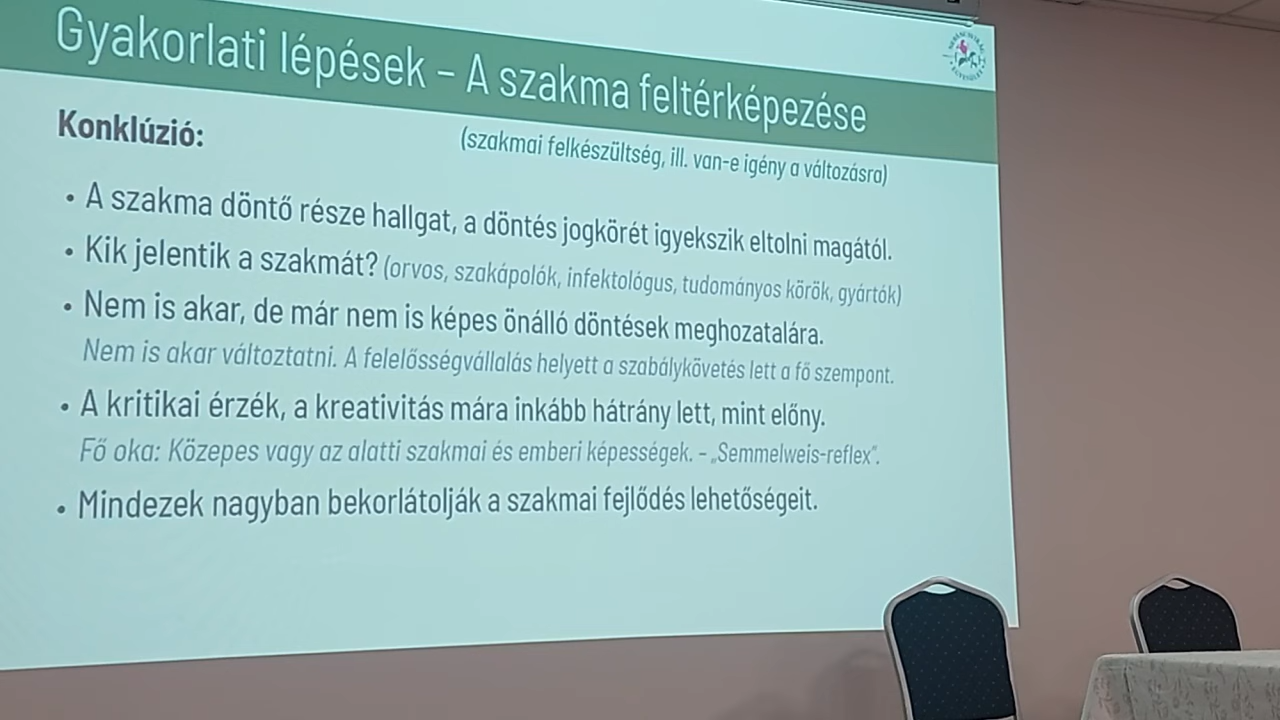 Gyakorlati lépések – A szakma feltérképezése
Konklúzió:
(szakmai felkészültség, ill. van-e igény a változásra)
• A szakma döntő része hallgat, a döntés jogkörét igyekszik eltolni magától.
• Kik jelentik a szakmát? (orvos, szakápolók, infektológus, tudományos körök, gyártók)
• Nem is akar, de már nem is képes önálló döntések meghozatalára.
Nem is akar változtatni. A felelősségvállalás helyett a szabálykövetés lett a fő szempont.
• A kritikai érzék, a kreativitás mára inkább hátrány lett, mint előny.
Fő oka: Közepes vagy az alatti szakmai és emberi képességek. – „Semmelweis-reflex”.
• Mindezek nagyban bekorlátolják a szakmai fejlődés lehetőségeit.